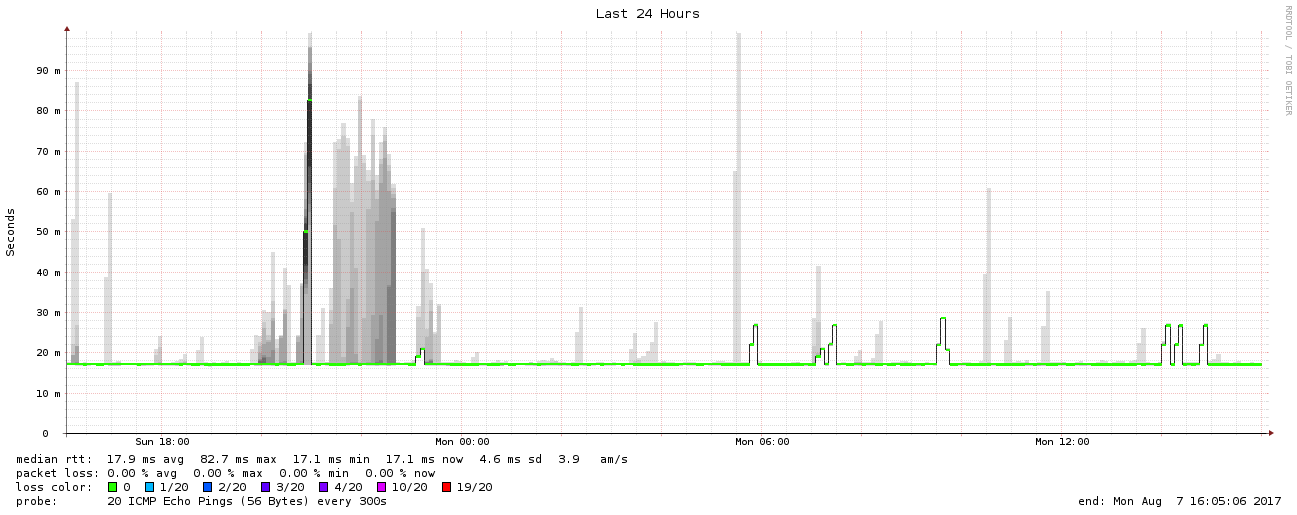 Last 24 Hours
RRDTOOL / TOBI OETIKER
Seconds
90 m
80 m
70 m
60 m
50 m
40 m
30 m
20 m
10 m
0
Sun 18:00 Mon 00:00 Mon 06:00 Mon 12:00
median rtt: 17.9 ms avg 82.7 ms max 17.1 ms min 17.1 ms now 4.6 ms sd 3.9 am/s
packet loss: 0.00 % avg 0.00 % max 0.00 % min 0.00 % now
loss color: 0 1/20 2/20 3/20 4/20 10/20 19/20
probe: 20 ICMP Echo Pings (56 Bytes) every 300s end: Mon Aug 7 16:05:06 2017